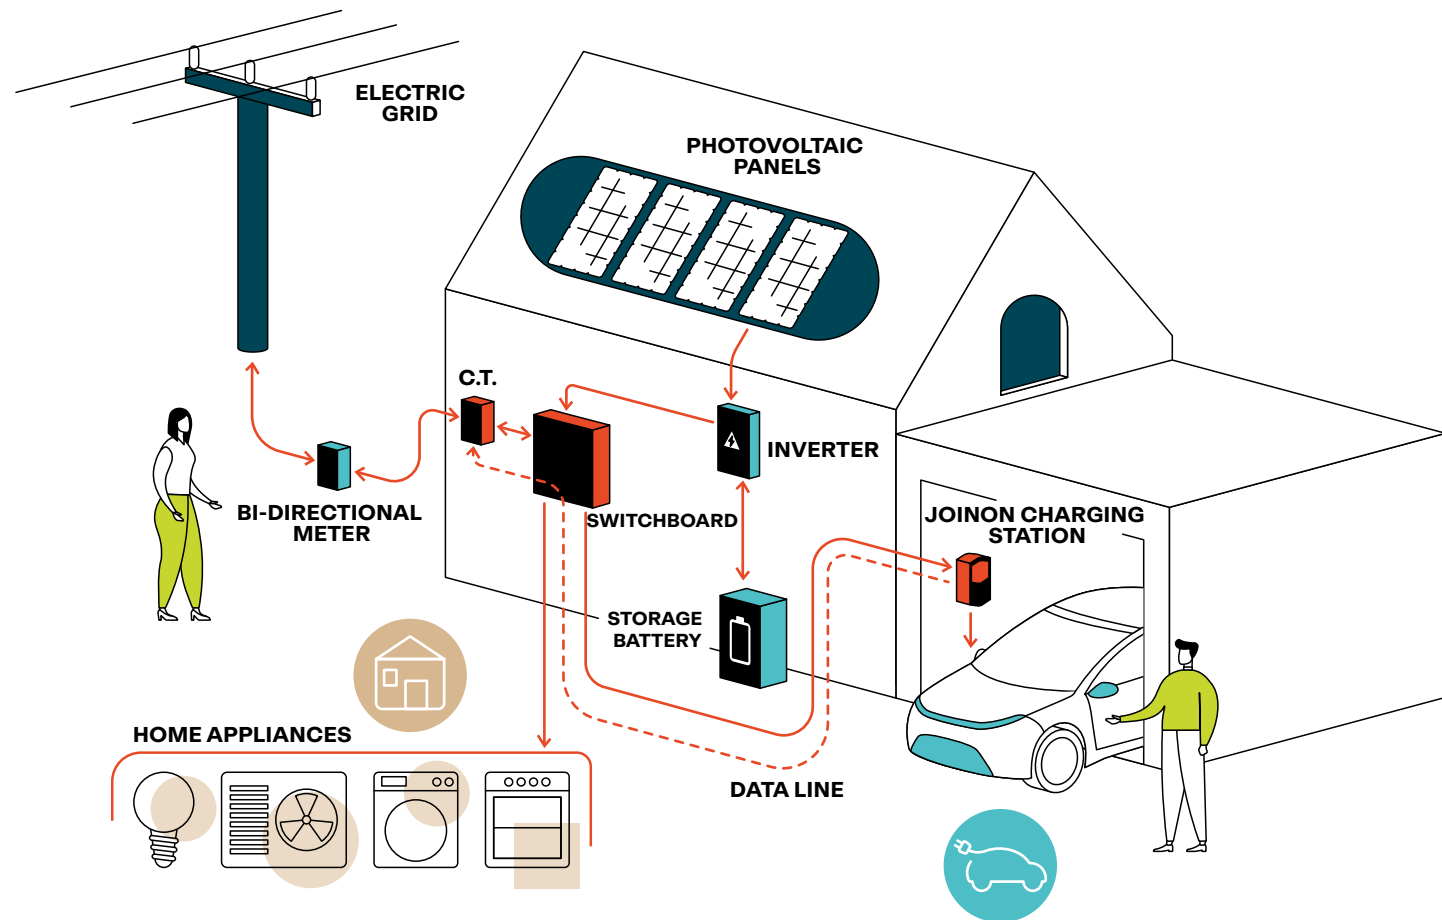 ELECTRIC
GRID
PHOTOVOLTAIC
PANELS
C.T.
INVERTER
BI-DIRECTIONAL
METER
SWITCHBOARD
JOINON CHARGING
STATION
STORAGE
BATTERY
HOME APPLIANCES
DATA LINE